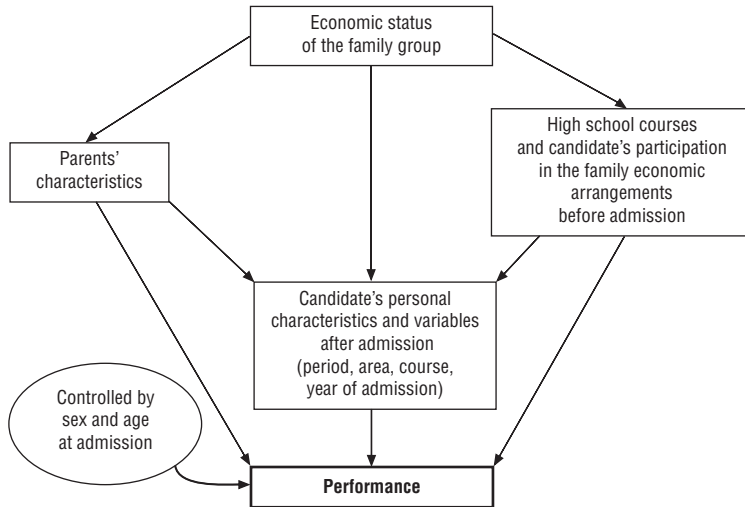 Economic status
of the family group
Parents’
characteristics
High school courses
and candidate’s participation
in the family economic
arrangements
before admission
Candidate’s personal
characteristics and variables
after admission
(period, area, course,
year of admission)
Controlled by
sex and age
at admission
Performance